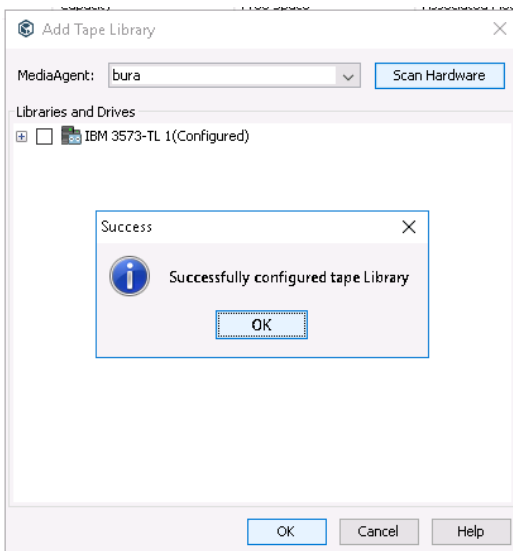 Add Tape Library
MediaAgent: bura Scan Hardware
Libraries and Drives
IBM 3573-TL 1(Configured)
Success
Successfully configured tape Library
OK
OK Cancel Help